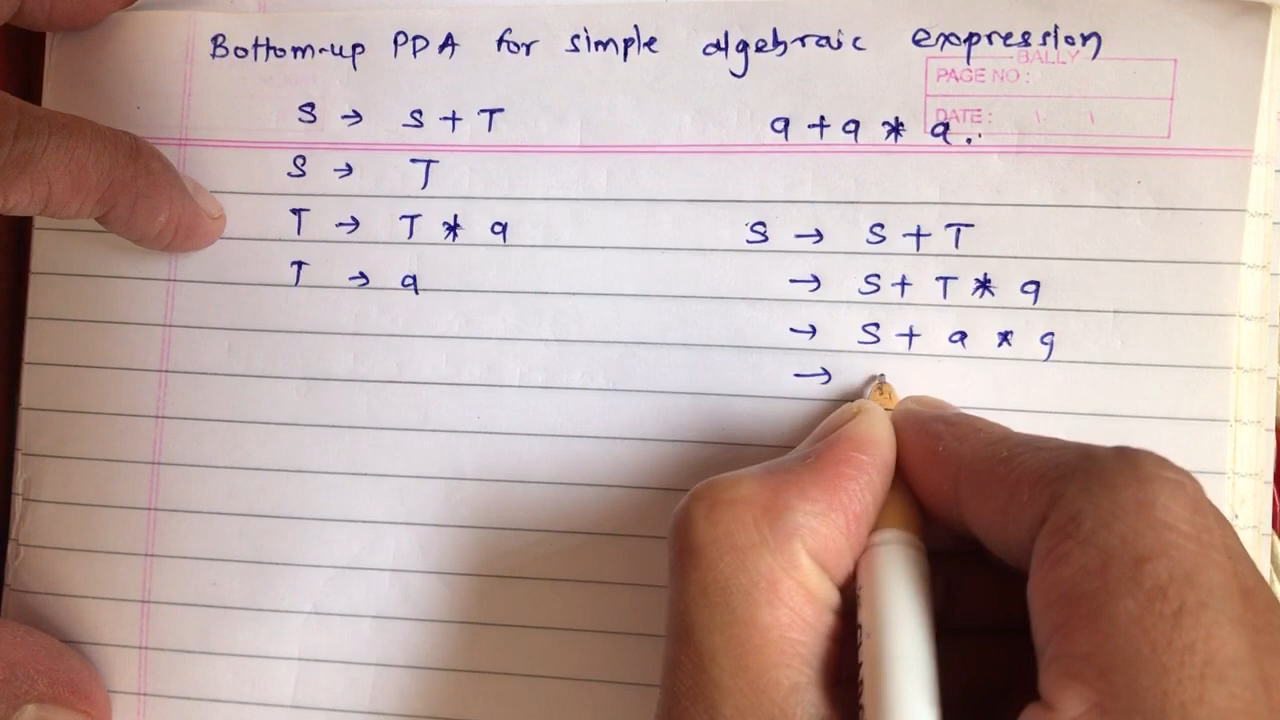 Bottom-up PDA for simple algebraic expression
BALLY
PAGE NO :
DATE :
S → S + T
a + a * a.
S → T
T → T * a
T → a
S → S + T
→ S + T * a
→ S + a * a
→